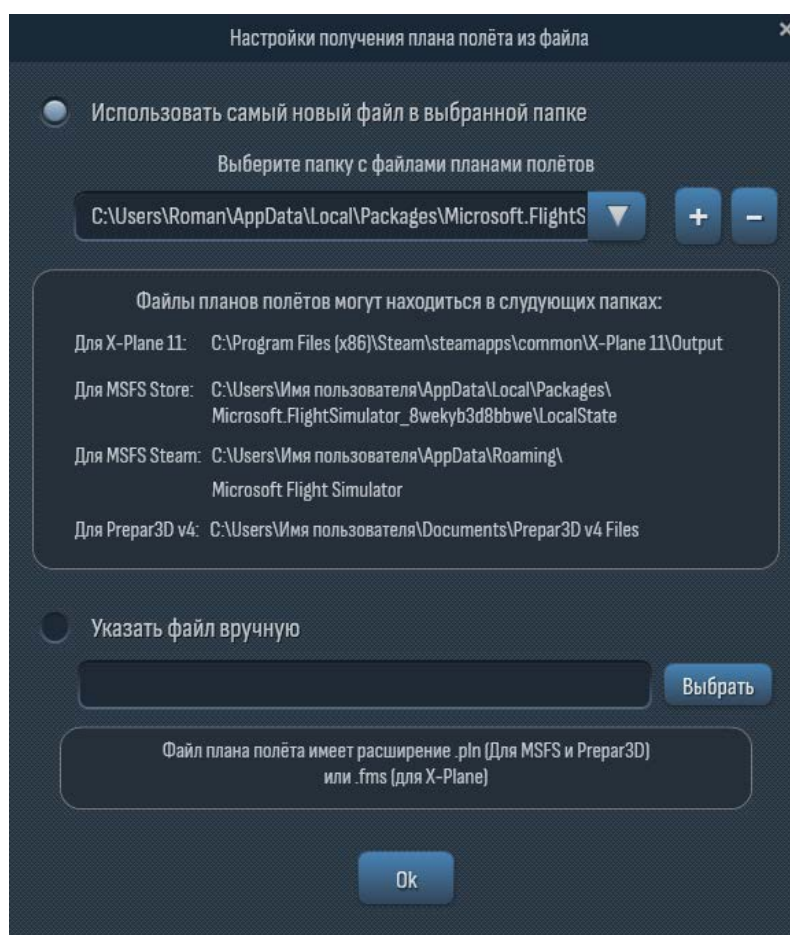 Настройки получения плана полёта из файла
×
Использовать самый новый файл в выбранной папке
Выберите папку с файлами планами полётов
C:\Users\Roman\AppData\Local\Packages\Microsoft.FlightS
▼
+
-
Файлы планов полётов могут находиться в слудующих папках:
Для X-Plane 11: C:\Program Files (x86)\Steam\steamapps\common\X-Plane 11\Output
Для MSFS Store: C:\Users\Имя пользователя\AppData\Local\Packages\
Microsoft.FlightSimulator_8wekyb3d8bbwe\LocalState
Для MSFS Steam: C:\Users\Имя пользователя\AppData\Roaming\
Microsoft Flight Simulator
Для Prepar3D v4: C:\Users\Имя пользователя\Documents\Prepar3D v4 Files
Указать файл вручную
Выбрать
Файл плана полёта имеет расширение .pln (Для MSFS и Prepar3D)
или .fms (для X-Plane)
Ok